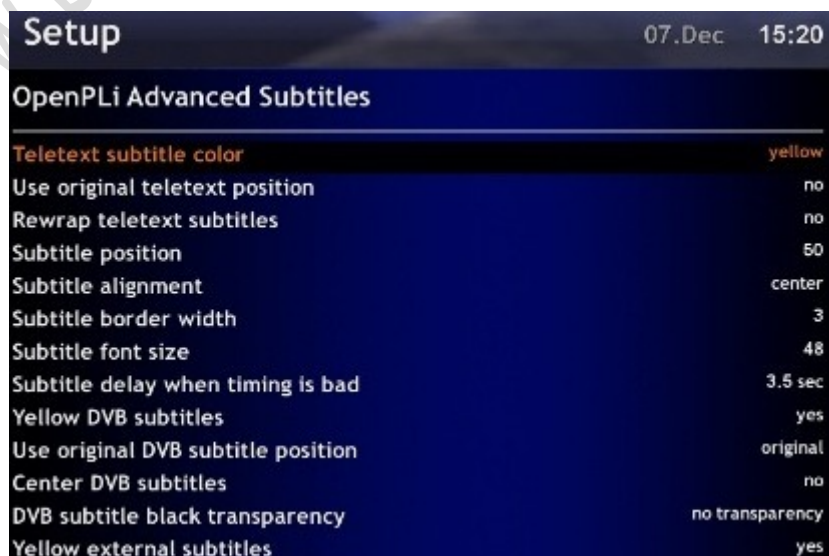 Setup 07.Dec 15:20
OpenPLi Advanced Subtitles
Teletext subtitle color yellow
Use original teletext position no
Rewrap teletext subtitles no
Subtitle position 50
Subtitle alignment center
Subtitle border width 3
Subtitle font size 48
Subtitle delay when timing is bad 3.5 sec
Yellow DVB subtitles yes
Use original DVB subtitle position original
Center DVB subtitles no
DVB subtitle black transparency no transparency
Yellow external subtitles yes